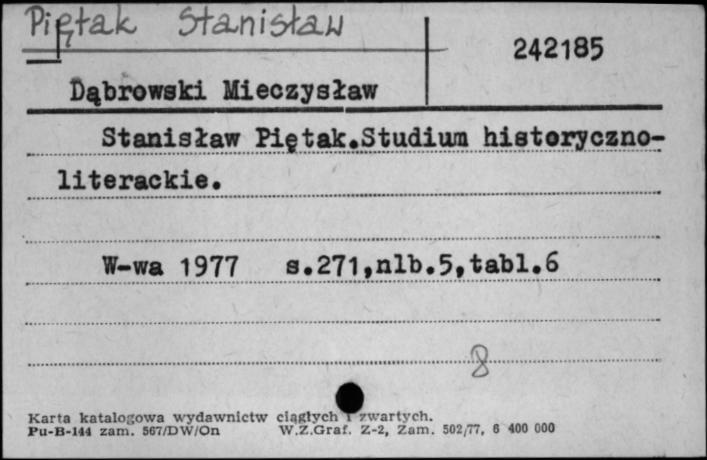 Piętak Stanisław
242185
Dąbrowski Mieczysław
Stanisław Piętak.Studium historyczno-
literackie.
W-wa 1977 s.271,nlb.5,tabl.6
8
Karta katalogowa wydawnictw ciągłych i zwartych.
Pu-B-144 zam. 567/DW/On W.Z.Graf. Z-2, Zam. 502/77, 6 400 000